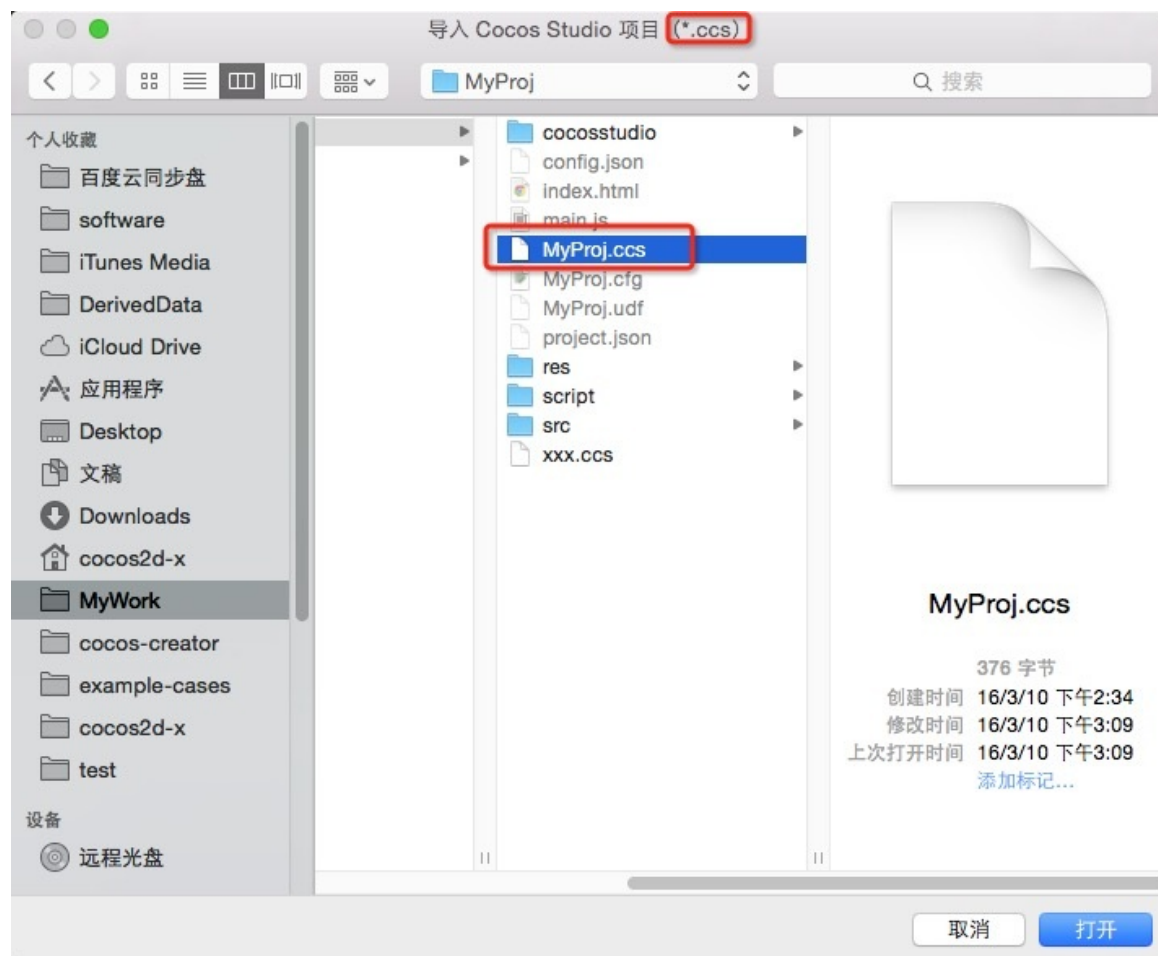 导入 Cocos Studio 项目 (*.ccs)
MyProj
搜索
个人收藏
百度云同步盘
software
iTunes Media
DerivedData
iCloud Drive
应用程序
Desktop
文稿
Downloads
cocos2d-x
MyWork
cocos-creator
example-cases
cocos2d-x
test
设备
远程光盘
cocosstudio
config.json
index.html
main.js
MyProj.ccs
MyProj.cfg
MyProj.udf
project.json
res
script
src
xxx.ccs
MyProj.ccs
376 字节
创建时间 16/3/10 下午2:34
修改时间 16/3/10 下午3:09
上次打开时间 16/3/10 下午3:09
添加标记...
取消
打开